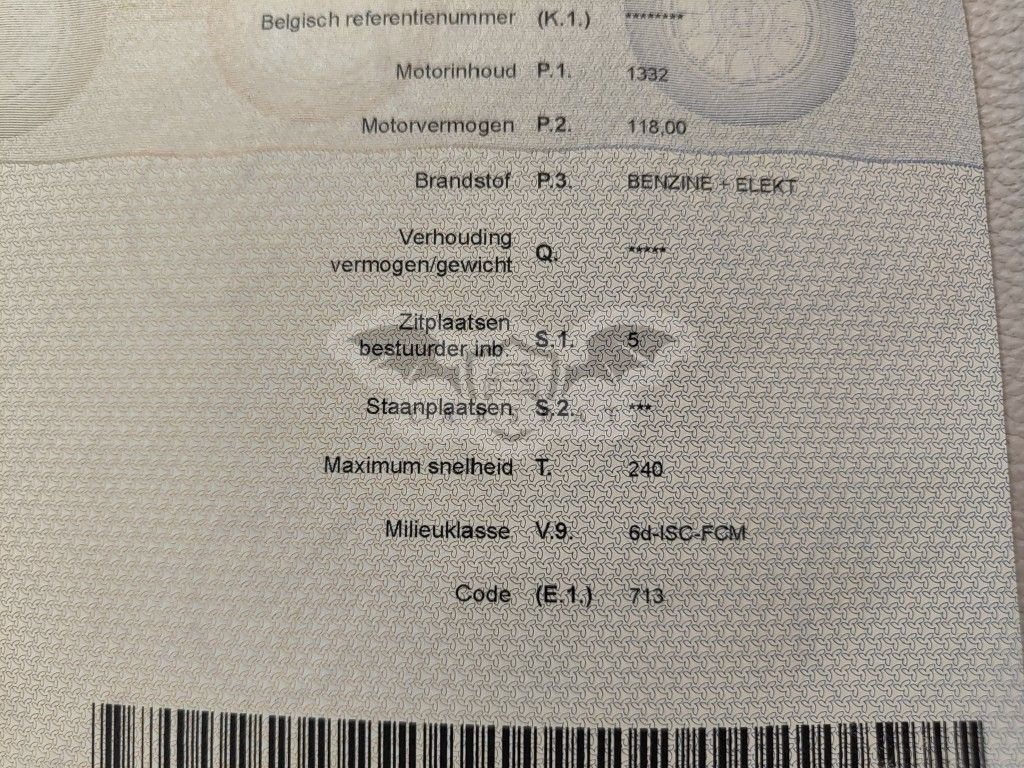 Belgisch referentienummer (K.1.) ********
Motorinhoud P.1. 1332
Motorvermogen P.2. 118,00
Brandstof P.3. BENZINE + ELEKT
Verhouding
vermogen/gewicht Q. *****
Zitplaatsen
bestuurder inb. S.1. 5
Staanplaatsen S.2. ***
Maximum snelheid T. 240
Milieuklasse V.9. 6d-ISC-FCM
Code (E.1.) 713